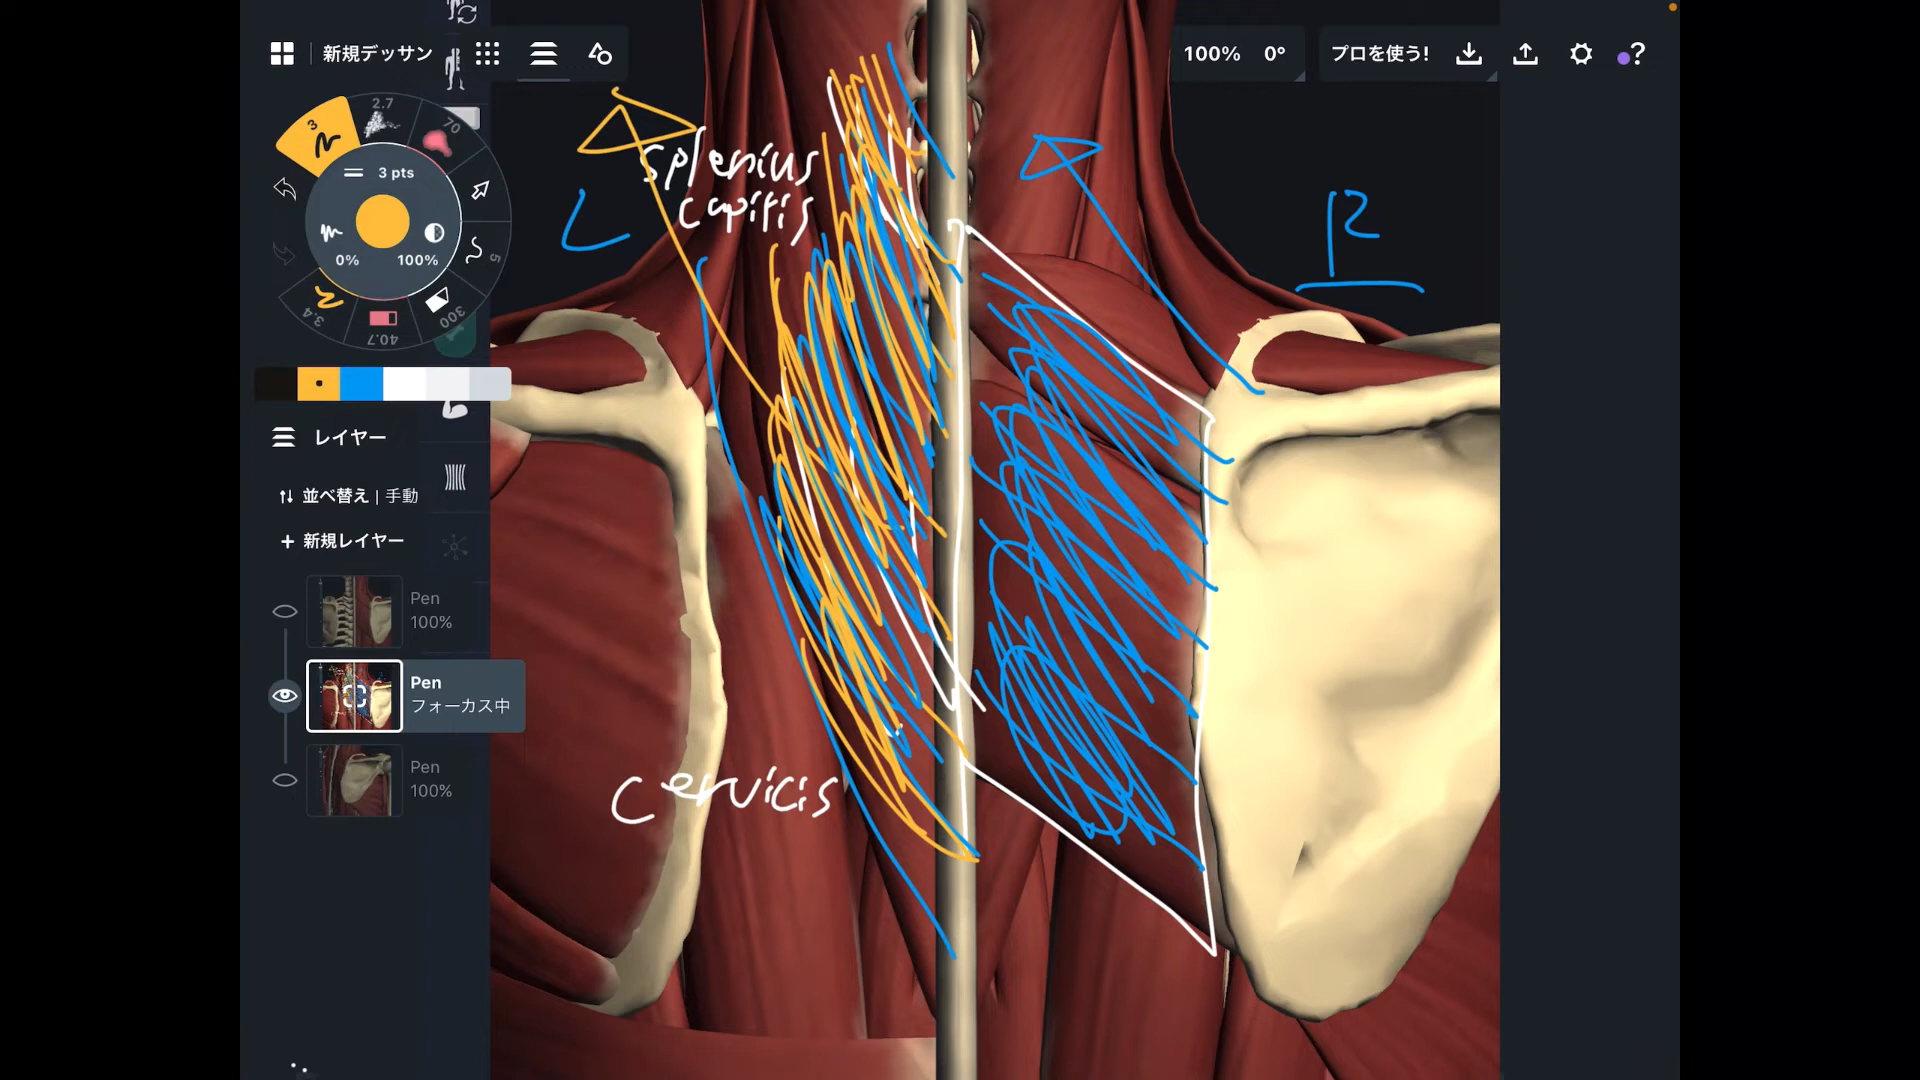 新規デッサン
100% 0° プロを使う! ?
2.7
3
70
3 pts
5
0% 100%
3.4
40.7
300
レイヤー
並べ替え | 手動
+ 新規レイヤー
Pen
100%
Pen
フォーカス中
Pen
100%
splenius
capitis
L
R
cervicis